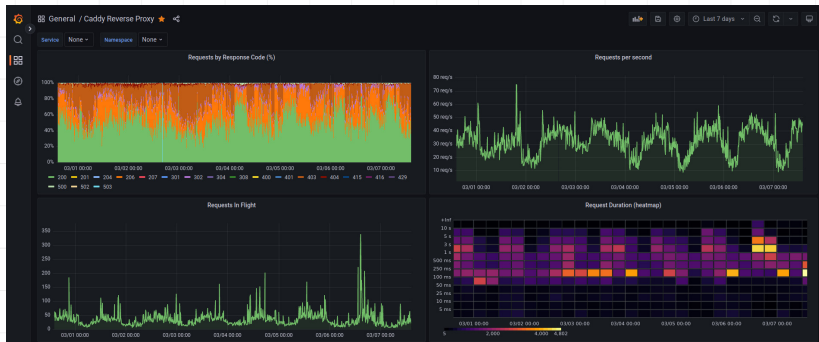 General / Caddy Reverse Proxy
Last 7 days
Service None
Namespace None
Requests by Response Code (%)
100%
80%
60%
40%
20%
0%
03/01 00:00 03/02 00:00 03/03 00:00 03/04 00:00 03/05 00:00 03/06 00:00 03/07 00:00
200 201 204 206 207 301 302 304 308 400 401 403 404 415 416 429
500 502 503
Requests per second
80 req/s
70 req/s
60 req/s
50 req/s
40 req/s
30 req/s
20 req/s
10 req/s
03/01 00:00 03/02 00:00 03/03 00:00 03/04 00:00 03/05 00:00 03/06 00:00 03/07 00:00
Requests In Flight
350
300
250
200
150
100
50
0
03/01 00:00 03/02 00:00 03/03 00:00 03/04 00:00 03/05 00:00 03/06 00:00 03/07 00:00
Request Duration (heatmap)
+Inf
10 s
5 s
3 s
1 s
500 ms
250 ms
100 ms
50 ms
25 ms
10 ms
5 ms
03/01 00:00 03/02 00:00 03/03 00:00 03/04 00:00 03/05 00:00 03/06 00:00 03/07 00:00
5 2,000 4,000 4,802